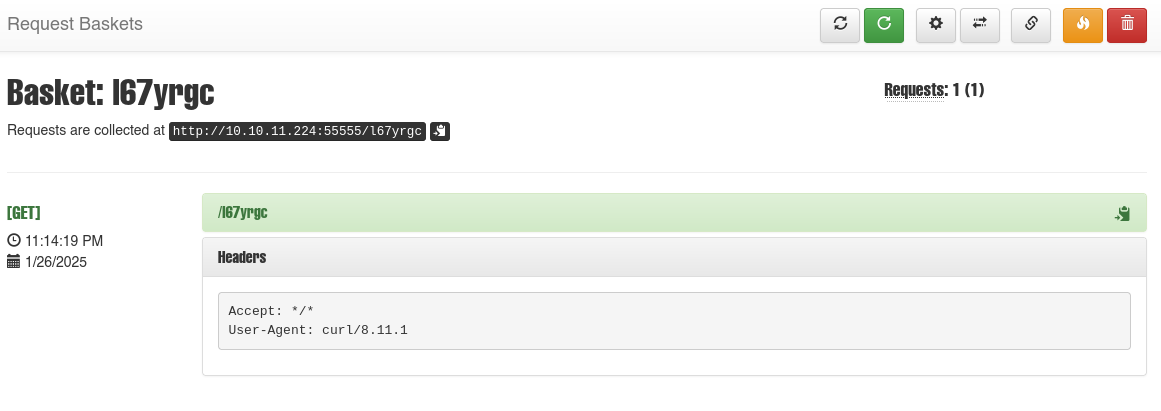 Request Baskets
Basket: l67yrgc
Requests: 1 (1)
Requests are collected at http://10.10.11.224:55555/l67yrgc
[GET]
/l67yrgc
11:14:19 PM
1/26/2025
Headers
Accept: */*
User-Agent: curl/8.11.1